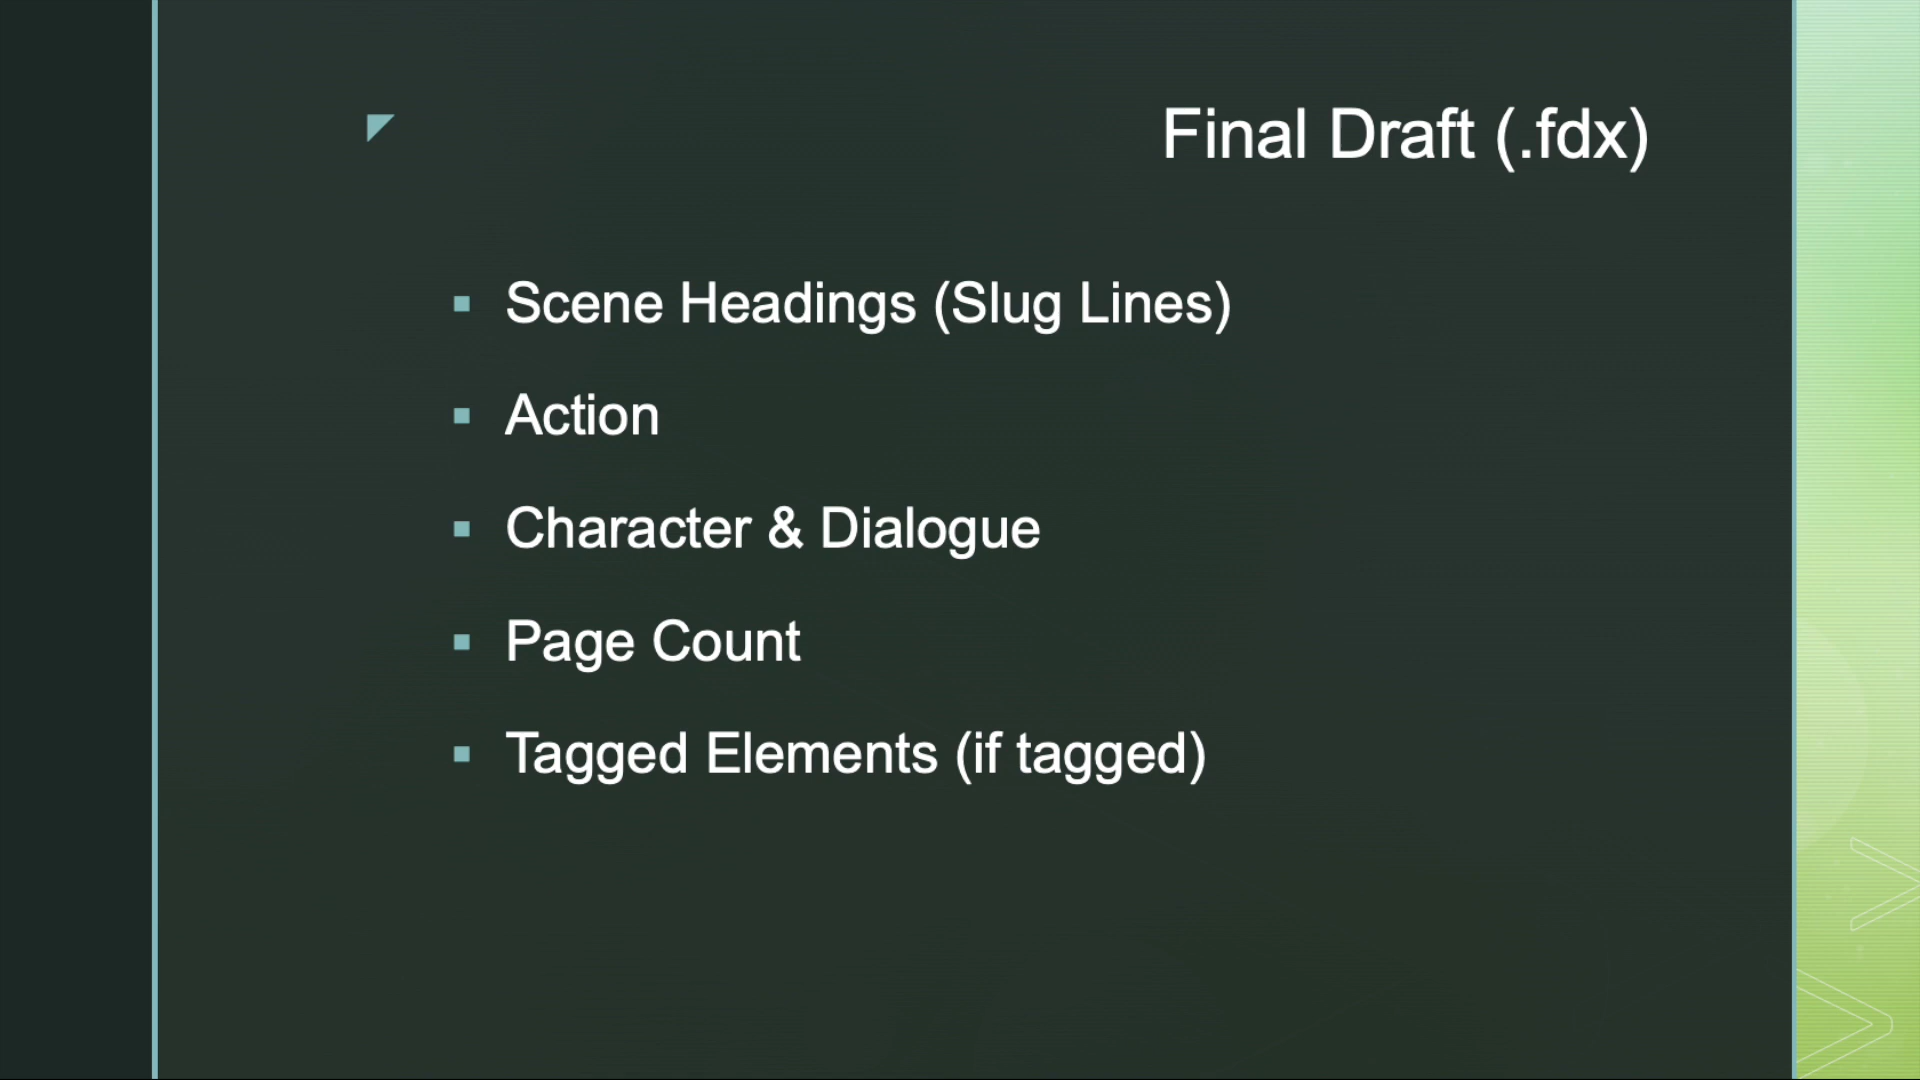 Final Draft (.fdx)
Scene Headings (Slug Lines)
Action
Character & Dialogue
Page Count
Tagged Elements (if tagged)